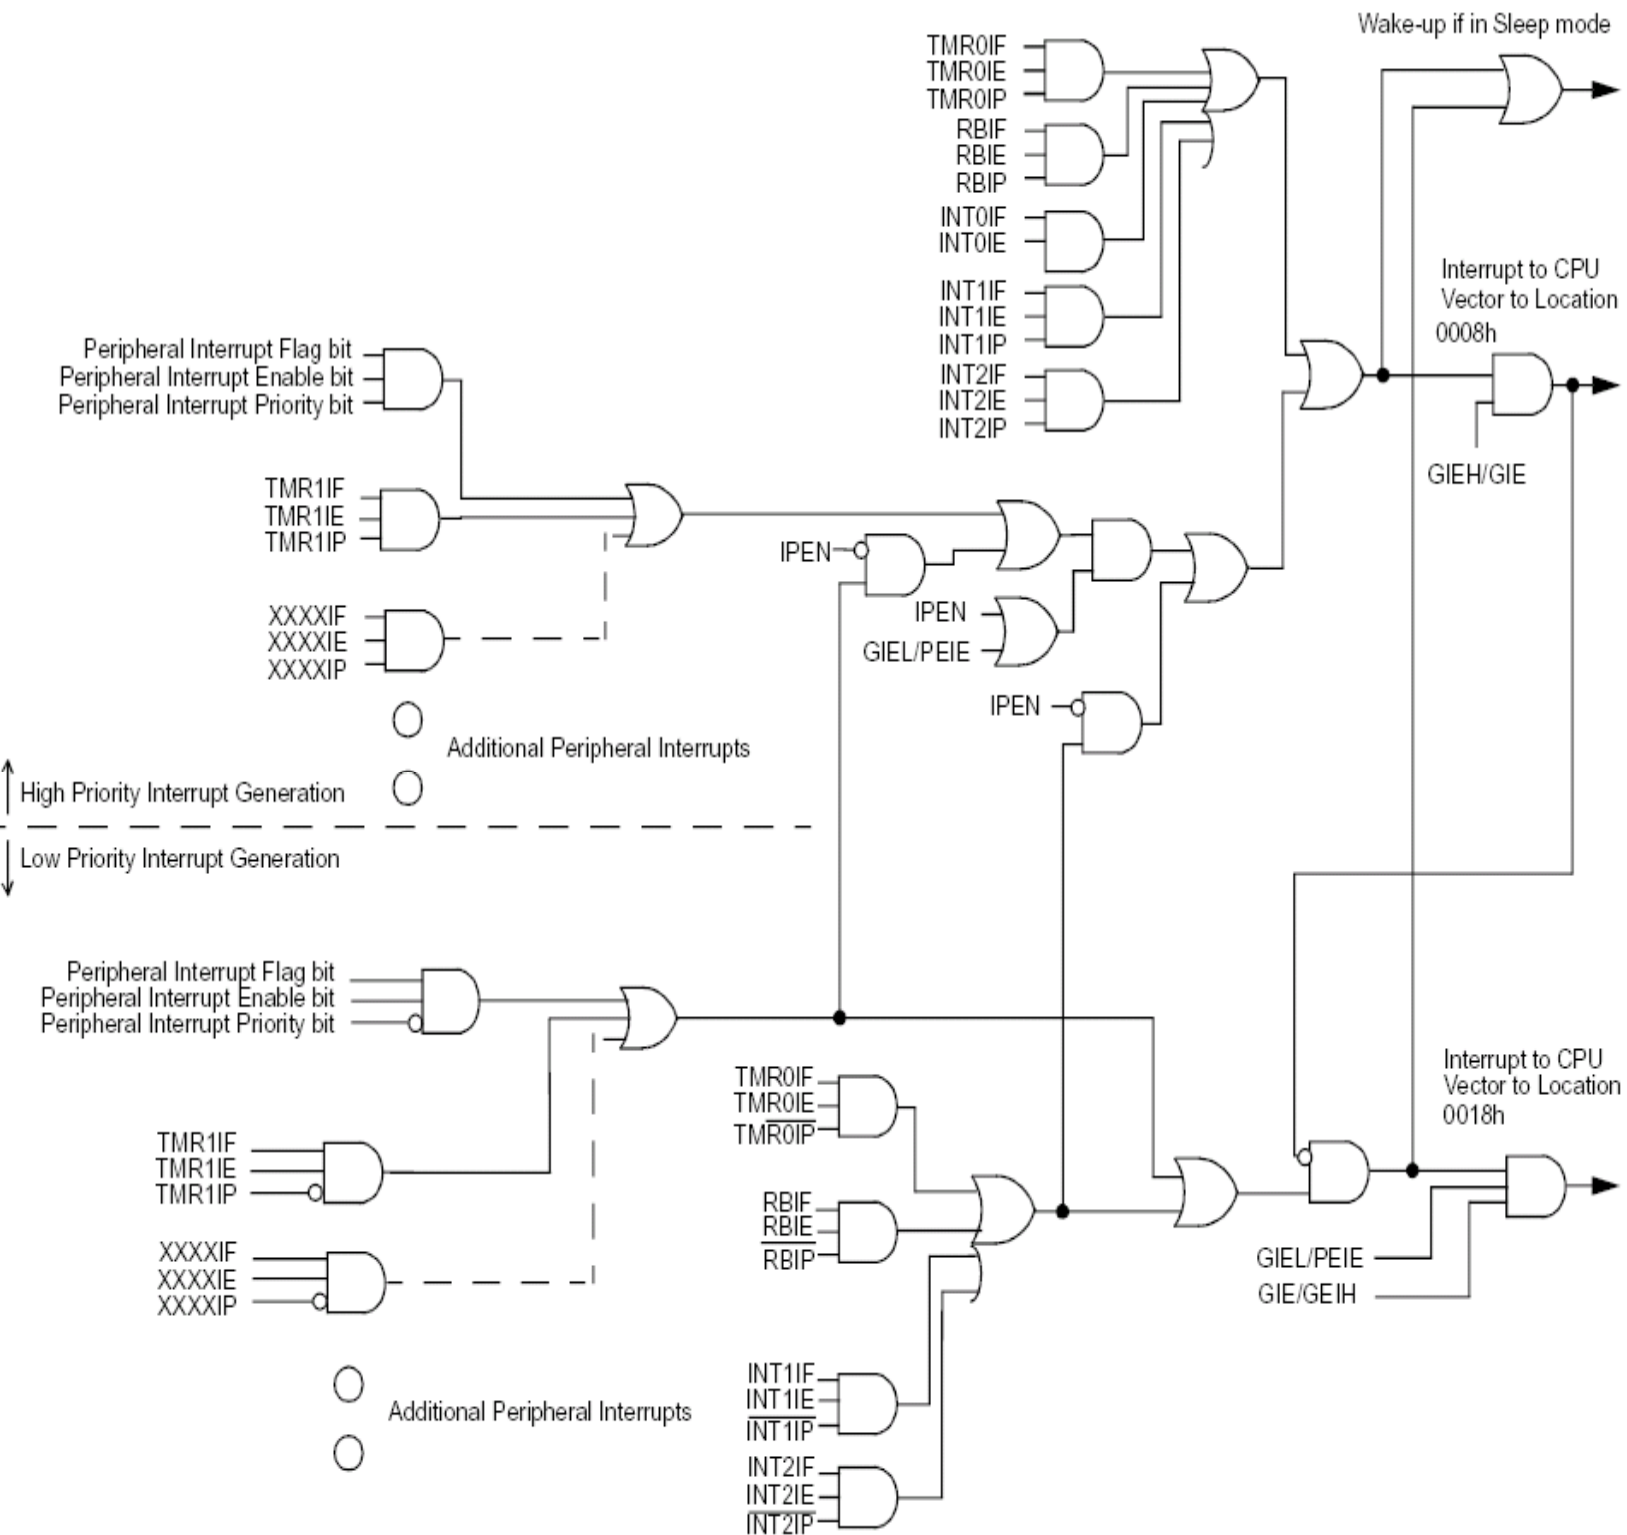 Wake-up if in Sleep mode
TMR0IF
TMR0IE
TMR0IP
RBIF
RBIE
RBIP
INT0IF
INT0IE
INT1IF
INT1IE
INT1IP
INT2IF
INT2IE
INT2IP
Interrupt to CPU
Vector to Location
0008h
GIEH/GIE
Peripheral Interrupt Flag bit
Peripheral Interrupt Enable bit
Peripheral Interrupt Priority bit
TMR1IF
TMR1IE
TMR1IP
XXXXIF
XXXXIE
XXXXIP
IPEN
IPEN
GIEL/PEIE
IPEN
Additional Peripheral Interrupts
High Priority Interrupt Generation
Low Priority Interrupt Generation
Peripheral Interrupt Flag bit
Peripheral Interrupt Enable bit
Peripheral Interrupt Priority bit
TMR1IF
TMR1IE
TMR1IP
XXXXIF
XXXXIE
XXXXIP
Additional Peripheral Interrupts
TMR0IF
TMR0IE
TMR0IP
RBIF
RBIE
RBIP
INT1IF
INT1IE
INT1IP
INT2IF
INT2IE
INT2IP
Interrupt to CPU
Vector to Location
0018h
GIEL/PEIE
GIE/GEIH